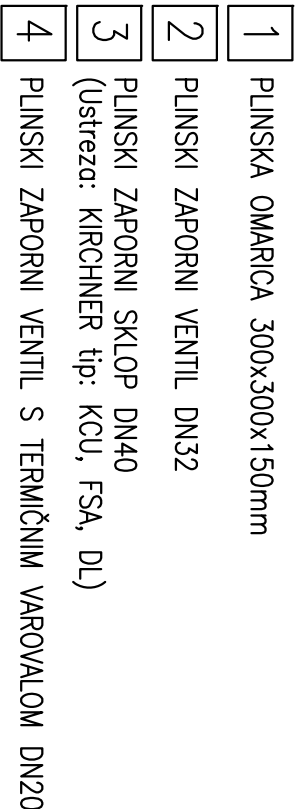 1 PLINSKA OMARICA 300x300x150mm
2 PLINSKI ZAPORNI VENTIL DN32
3 PLINSKI ZAPORNI SKLOP DN40
(Ustreza: KIRCHNER tip: KCU, FSA, DL)
4 PLINSKI ZAPORNI VENTIL S TERMIČNIM VAROVALOM DN20